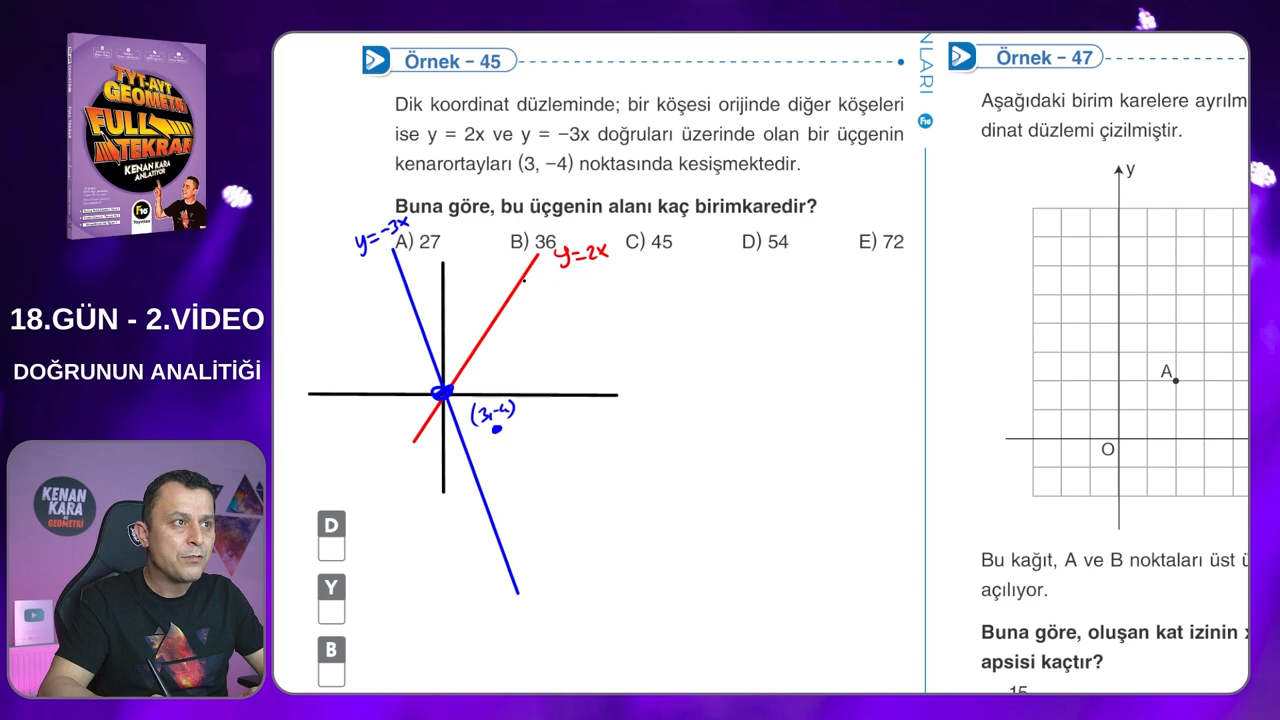 TYT-AYT
GEOMETRİ
FULL
TEKRAR
KENAN KARA
ANLATIYOR
18.GÜN - 2.VİDEO
DOĞRUNUN ANALİTİĞİ
KENAN
KARA
GEOMETRİ
Örnek – 45
Dik koordinat düzleminde; bir köşesi orijinde diğer köşeleri
ise y = 2x ve y = –3x doğruları üzerinde olan bir üçgenin
kenarortayları (3, –4) noktasında kesişmektedir.
Buna göre, bu üçgenin alanı kaç birimkaredir?
A) 27 B) 36 C) 45 D) 54 E) 72
y=-3x
y=2x
(3,-4)
D
Y
B
NLARI
F10
Örnek – 47
Aşağıdaki birim karelere ayrılm
dinat düzlemi çizilmiştir.
y
A
O
Bu kağıt, A ve B noktaları üst ü
açılıyor.
Buna göre, oluşan kat izinin x
apsisi kaçtır?
15